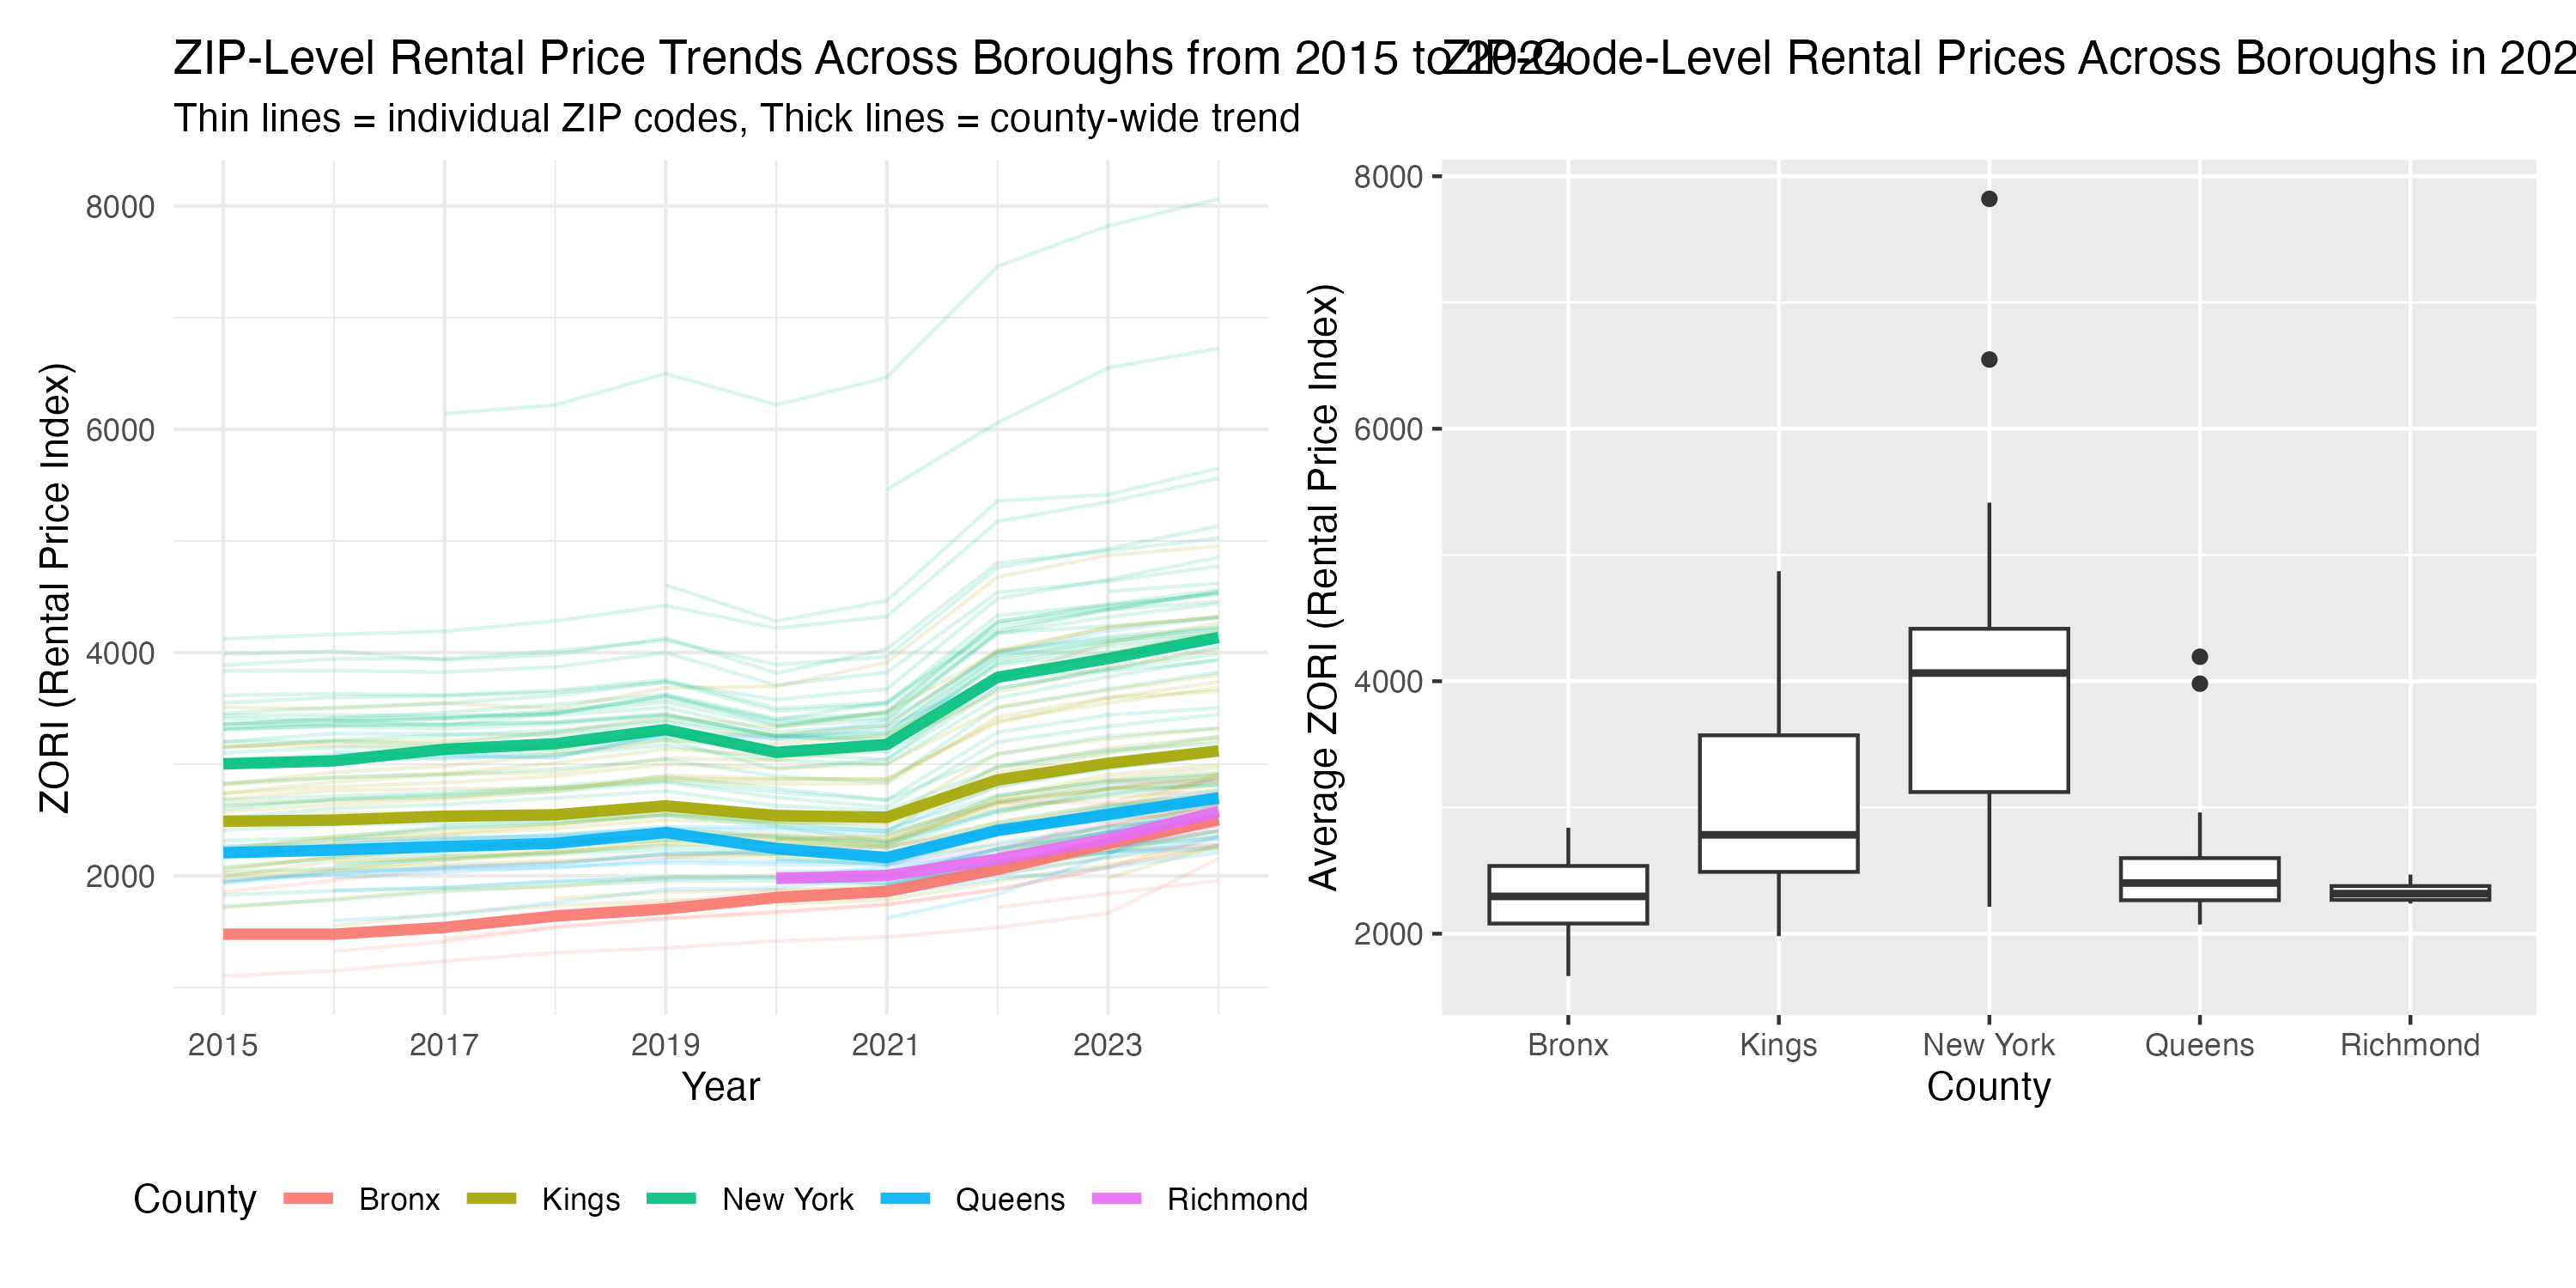 ZIP-Level Rental Price Trends Across Boroughs from 2015 to 2024
Thin lines = individual ZIP codes, Thick lines = county-wide trend
ZORI (Rental Price Index)
8000
6000
4000
2000
2015
2017
2019
2021
2023
Year
County
Bronx
Kings
New York
Queens
Richmond
ZIP-Code-Level Rental Prices Across Boroughs in 202
Average ZORI (Rental Price Index)
8000
6000
4000
2000
Bronx
Kings
New York
Queens
Richmond
County